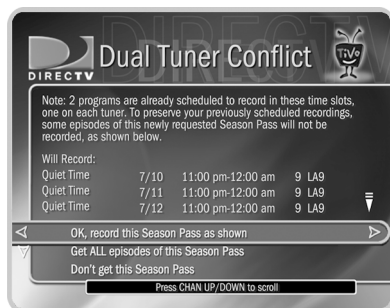 DIRECTV
Dual Tuner Conflict
TiVo
DIRECTV
Note: 2 programs are already scheduled to record in these time slots,
one on each tuner. To preserve your previously scheduled recordings,
some episodes of this newly requested Season Pass will not be
recorded, as shown below.
Will Record:
Quiet Time 7/10 11:00 pm-12:00 am 9 LA9
Quiet Time 7/11 11:00 pm-12:00 am 9 LA9
Quiet Time 7/12 11:00 pm-12:00 am 9 LA9
OK, record this Season Pass as shown
Get ALL episodes of this Season Pass
Don't get this Season Pass
Press CHAN UP/DOWN to scroll